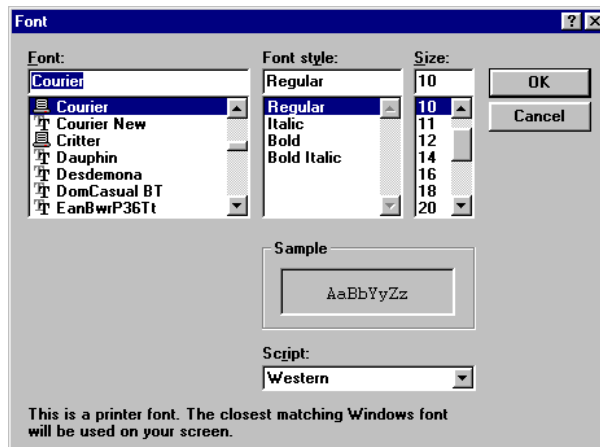 Font
Font: Font style: Size:
Courier Regular 10
Courier Regular 10
Courier New Italic 11
Critter Bold 12
Dauphin Bold Italic 14
Desdemona 16
DomCasual BT 18
EanBwrP36Tt 20
OK
Cancel
Sample
AaBbYyZz
Script:
Western
This is a printer font. The closest matching Windows font
will be used on your screen.